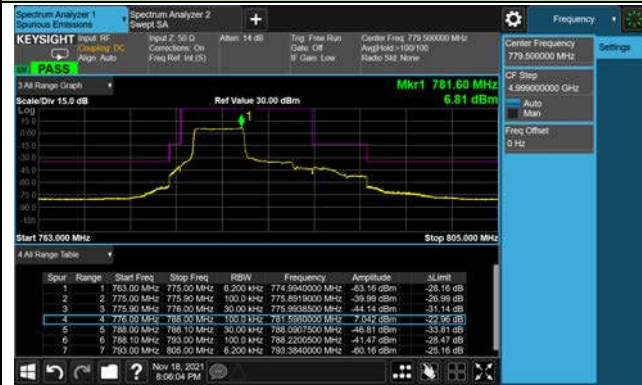 Spectrum Analyzer 1
Spurious Emissions
Spectrum Analyzer 2
Swept SA
+
Frequency
KEYSIGHT
Input: RF
Coupling: DC
Align: Auto
Input Z: 50 Ω
Corrections: On
Freq Ref: Int (S)
Atten: 14 dB
Trig: Free Run
Gate: Off
IF Gain: Low
Center Freq: 779.500000 MHz
Avg|Hold:>100/100
Radio Std: None
PASS
Center Frequency
779.500000 MHz
Settings
CF Step
4.999000000 GHz
Auto
Man
Freq Offset
0 Hz
3 All Range Graph
Mkr1 781.60 MHz
Scale/Div 15.0 dB
Ref Value 30.00 dBm
6.81 dBm
Log
15.0
0.00
-15.0
-30.0
-45.0
-60.0
-75.0
-90.0
-105
1
Start 763.000 MHz
Stop 805.000 MHz
4 All Range Table
Spur Range Start Freq Stop Freq RBW Frequency Amplitude ΔLimit
1 1 763.00 MHz 775.00 MHz 6.200 kHz 774.9940000 MHz -63.16 dBm -28.16 dB
2 2 775.00 MHz 775.90 MHz 100.0 kHz 775.8919000 MHz -39.99 dBm -26.99 dB
3 3 775.90 MHz 776.00 MHz 30.00 kHz 775.9938500 MHz -44.14 dBm -31.14 dB
4 4 776.00 MHz 788.00 MHz 100.0 kHz 781.5980000 MHz 7.042 dBm -22.96 dB
5 5 788.00 MHz 788.10 MHz 30.00 kHz 788.0907500 MHz -46.81 dBm -33.81 dB
6 6 788.10 MHz 793.00 MHz 100.0 kHz 788.2200500 MHz -41.47 dBm -28.47 dB
7 7 793.00 MHz 805.00 MHz 6.200 kHz 793.3840000 MHz -60.16 dBm -25.16 dB
Nov 18, 2021
8:06:04 PM